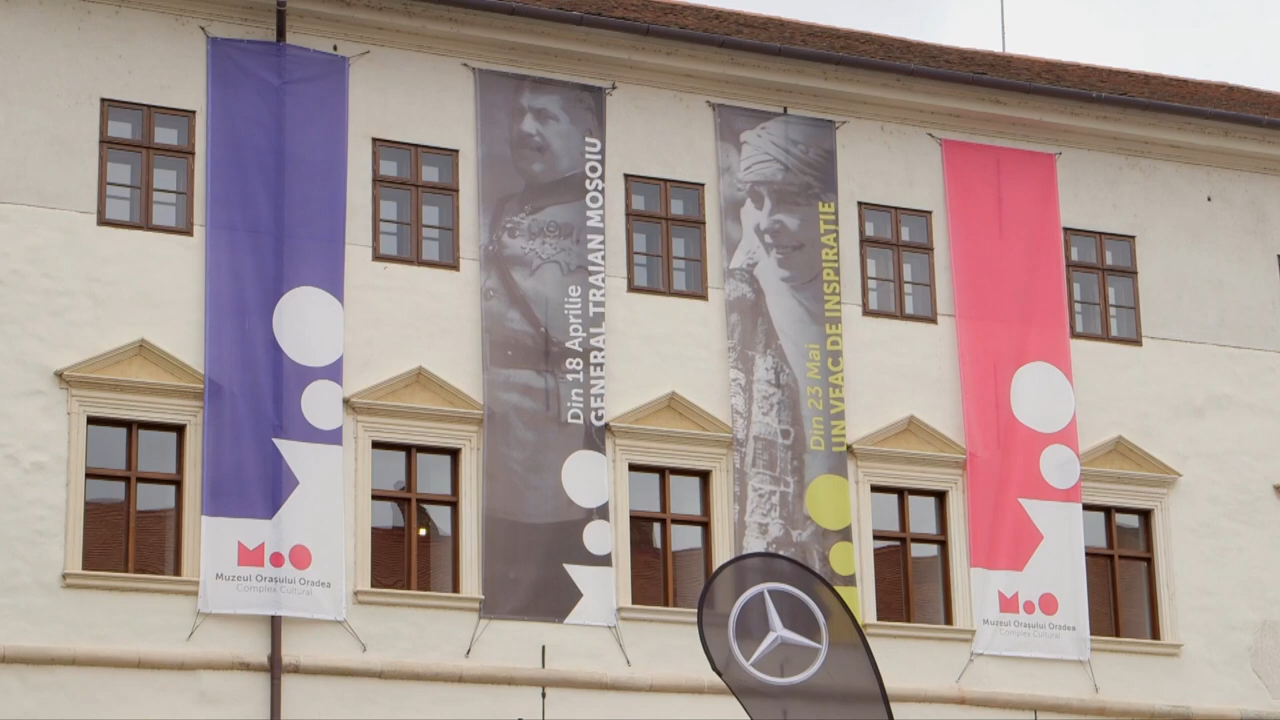 M.O
Muzeul Orașului Oradea
Complex Cultural
Din 18 Aprilie
GENERAL TRAIAN MOȘOIU
Din 23 Mai
UN VEAC DE INSPIRAȚIE
M.O
Muzeul Orașului Oradea
Complex Cultural